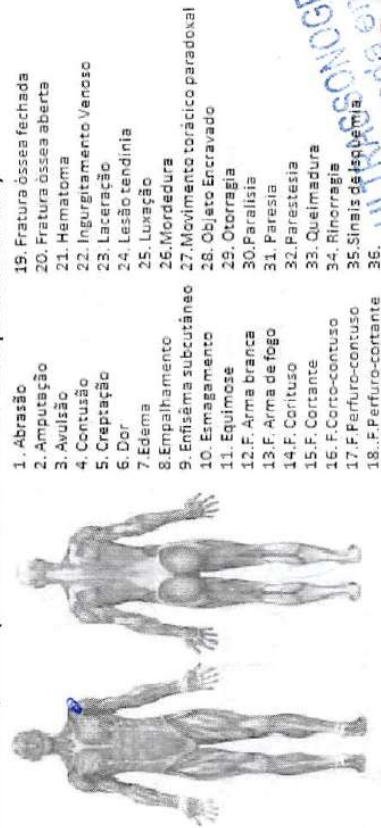 1. Abrasão
2. Amputação
3. Avulsão
4. Contusão
5. Creptação
6. Dor
7. Edema
8. Empalhamento
9. Enfisema subcutâneo
10. Esmagamento
11. Equimose
12. F. Arma branca
13. F. Arma de fogo
14. F. Corituso
15. F. Cortante
16. F. Corto-contuso
17. F. Perfuro-contuso
18. F. Perfuro-cortante
19. Fratura óssea fechada
20. Fratura óssea aberta
21. Hematoma
22. Ingurgitamento Venoso
23. Laceração
24. Lesão tendinia
25. Luxação
26. Mordedura
27. Movimento torácico paradoxal
28. Objeto Encravado
29. Otorragia
30. Paralisia
31. Paresia
32. Parestesia
33. Queimadura
34. Rinorragia
35. Sinais de isquemia
36.
ULTRASSONOG